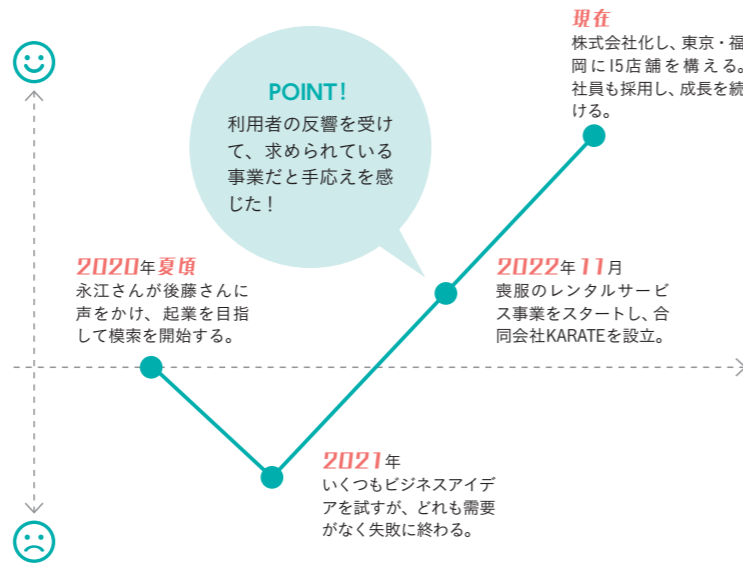 現在
株式会社化し、東京・福
岡に15店舗を構える。
社員も採用し、成長を続
ける。
POINT!
利用者の反響を受け
て、求められている
事業だと手応えを感
じた！
2020年夏頃
永江さんが後藤さんに
声をかけ、起業を目指
して模索を開始する。
2022年11月
喪服のレンタルサービ
ス事業をスタートし、合
同会社KARATEを設立。
2021年
いくつもビジネスアイデ
アを試すが、どれも需要
がなく失敗に終わる。